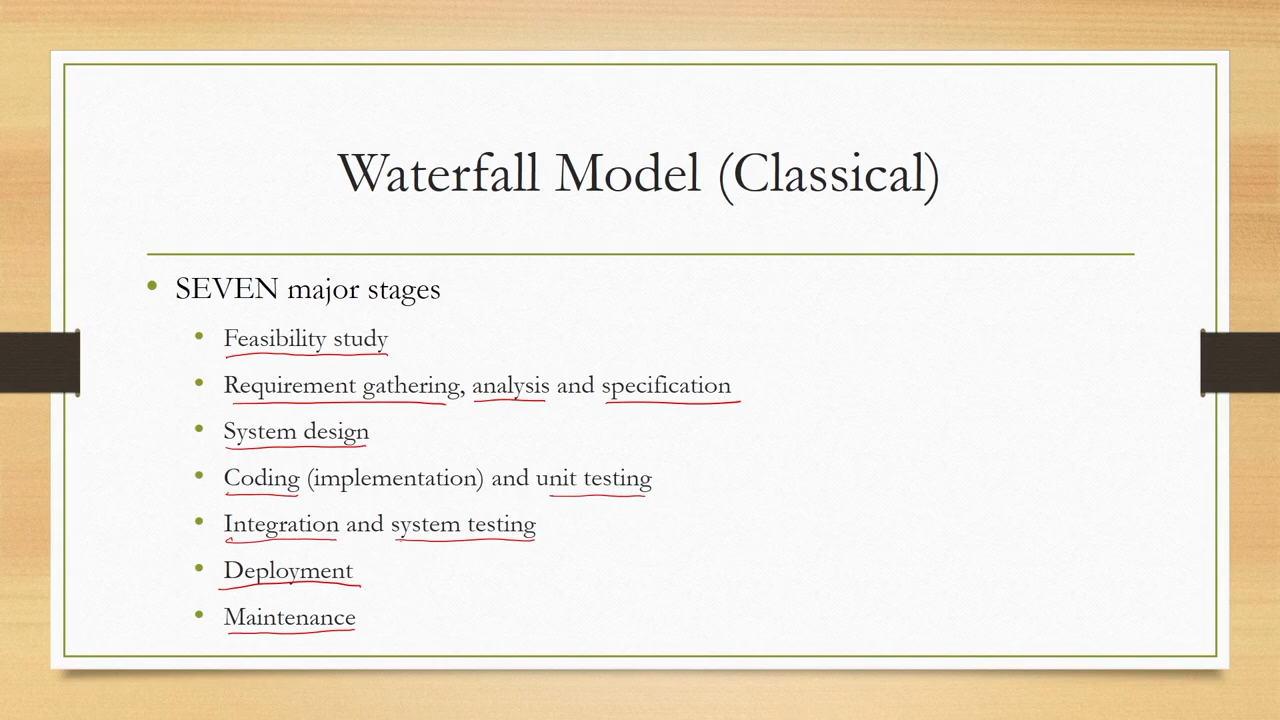 Waterfall Model (Classical)
• SEVEN major stages
• Feasibility study
• Requirement gathering, analysis and specification
• System design
• Coding (implementation) and unit testing
• Integration and system testing
• Deployment
• Maintenance